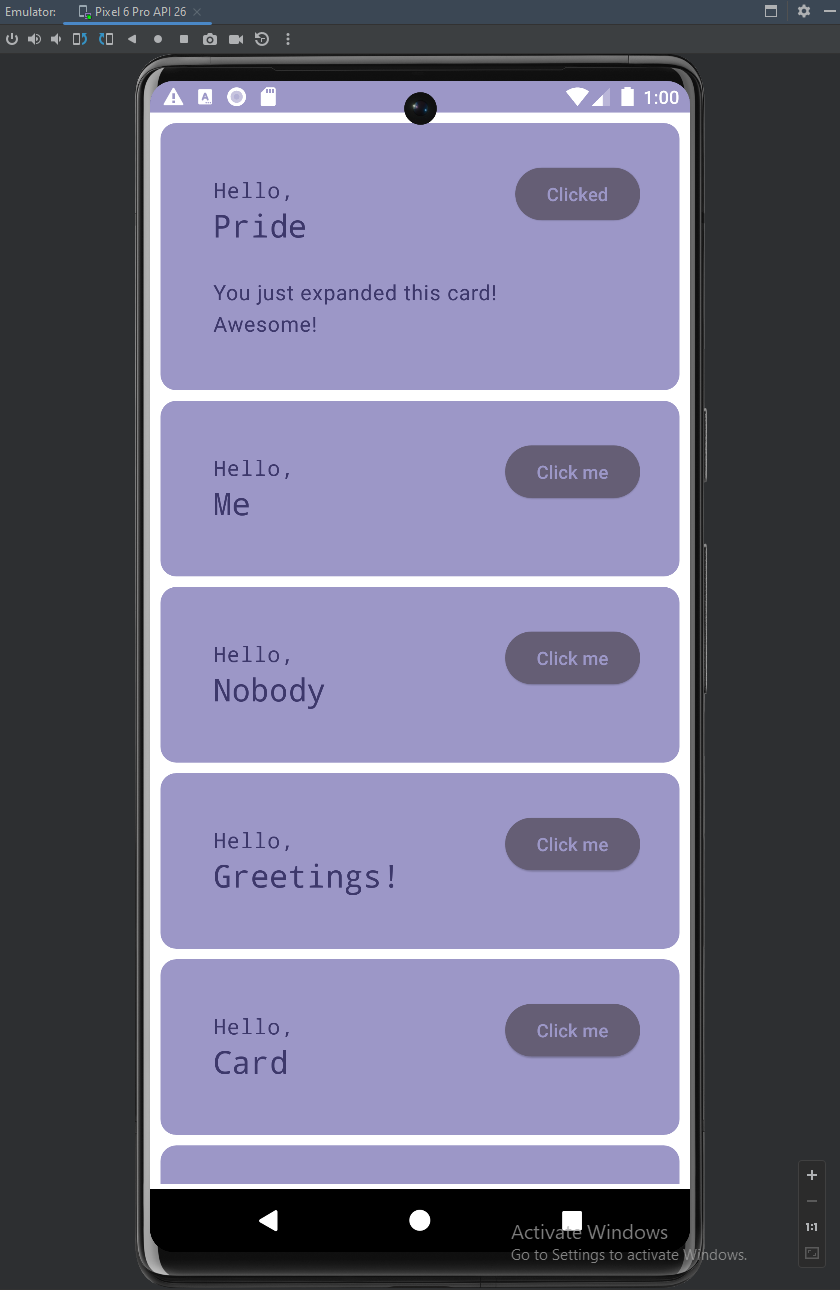 Emulator: Pixel 6 Pro API 26
1:00
Hello,
Pride
Clicked
You just expanded this card!
Awesome!
Hello,
Me
Click me
Hello,
Nobody
Click me
Hello,
Greetings!
Click me
Hello,
Card
Click me
Activate Windows
Go to Settings to activate Windows.
1:1